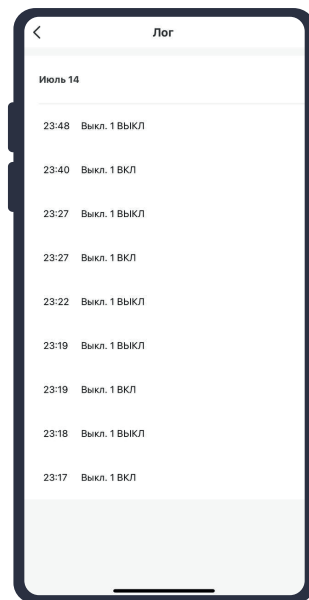 Лог
Июль 14
23:48 Выкл. 1 ВЫКЛ
23:40 Выкл. 1 ВКЛ
23:27 Выкл. 1 ВЫКЛ
23:27 Выкл. 1 ВКЛ
23:22 Выкл. 1 ВЫКЛ
23:19 Выкл. 1 ВЫКЛ
23:19 Выкл. 1 ВКЛ
23:18 Выкл. 1 ВЫКЛ
23:17 Выкл. 1 ВКЛ